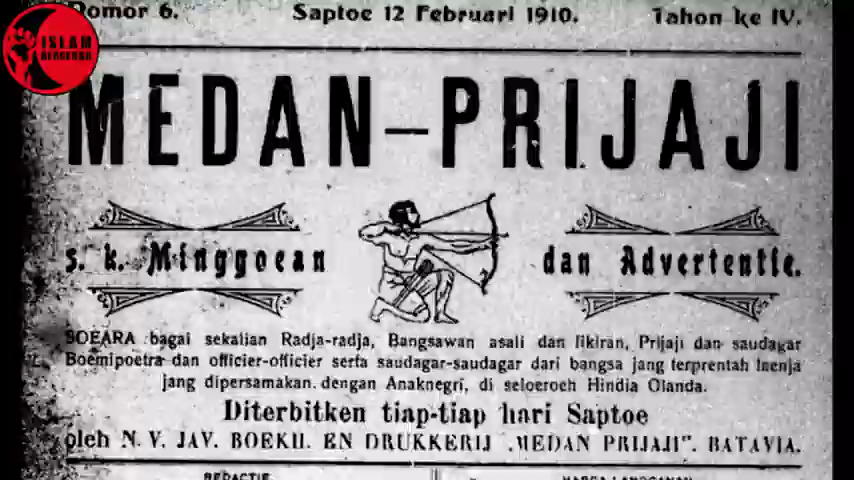 ISLAM
BERGERAK
Nomor 6. Saptoe 12 Februari 1910. Tahon ke IV.
MEDAN–PRIJAJI
s. k. Minggoean dan Advertentie.
SOEARA bagai sekalian Radja-radja, Bangsawan asali dan fikiran, Prijaji dan saudagar
Boemipoetra dan officier-officier serta saudagar-saudagar dari bangsa jang terprentah
jang dipersamakan dengan Anaknegri, di seloeroeh Hindia Olanda.
Diterbitken tiap-tiap hari Saptoe
oleh N. V. JAV. BOEKH. EN DRUKKERIJ „MEDAN PRIJAJI". BATAVIA.
REDACTIE HARGA LANGGANAN